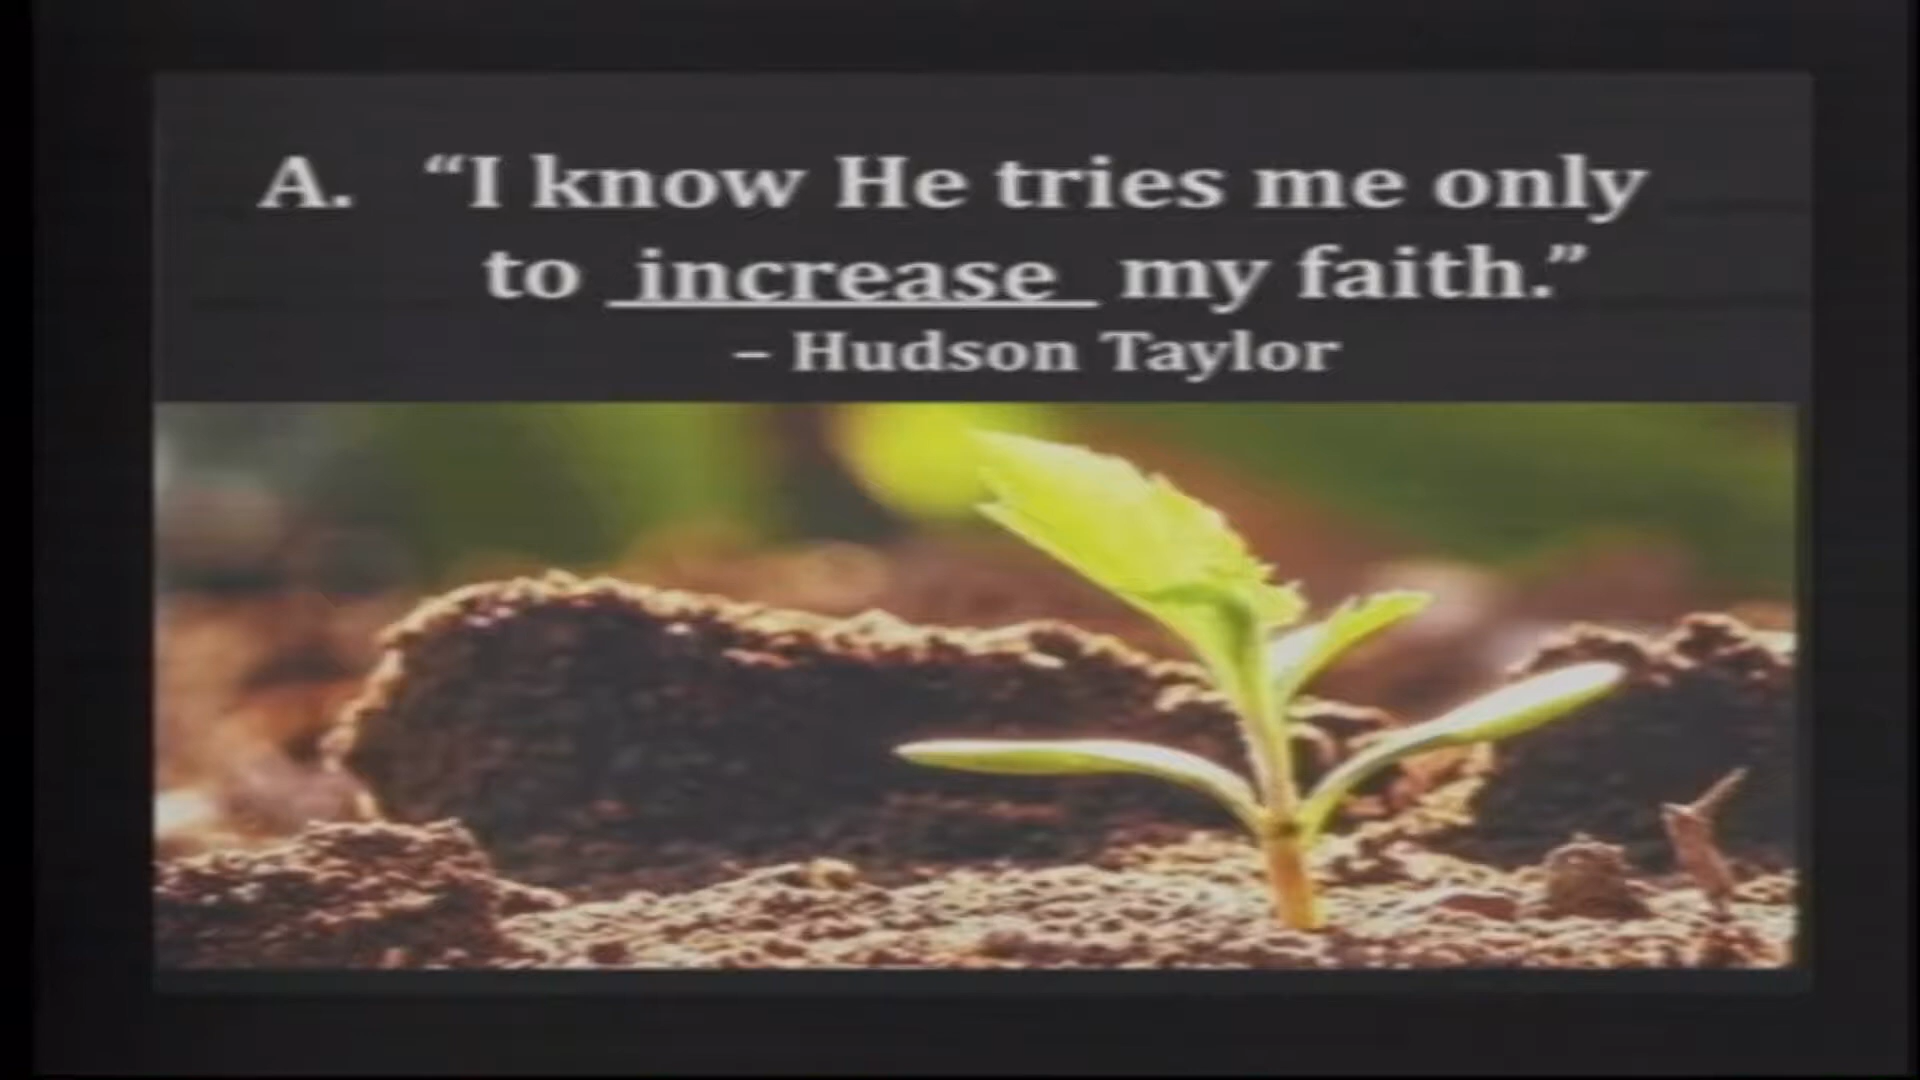 A. “I know He tries me only
to increase my faith.”
– Hudson Taylor